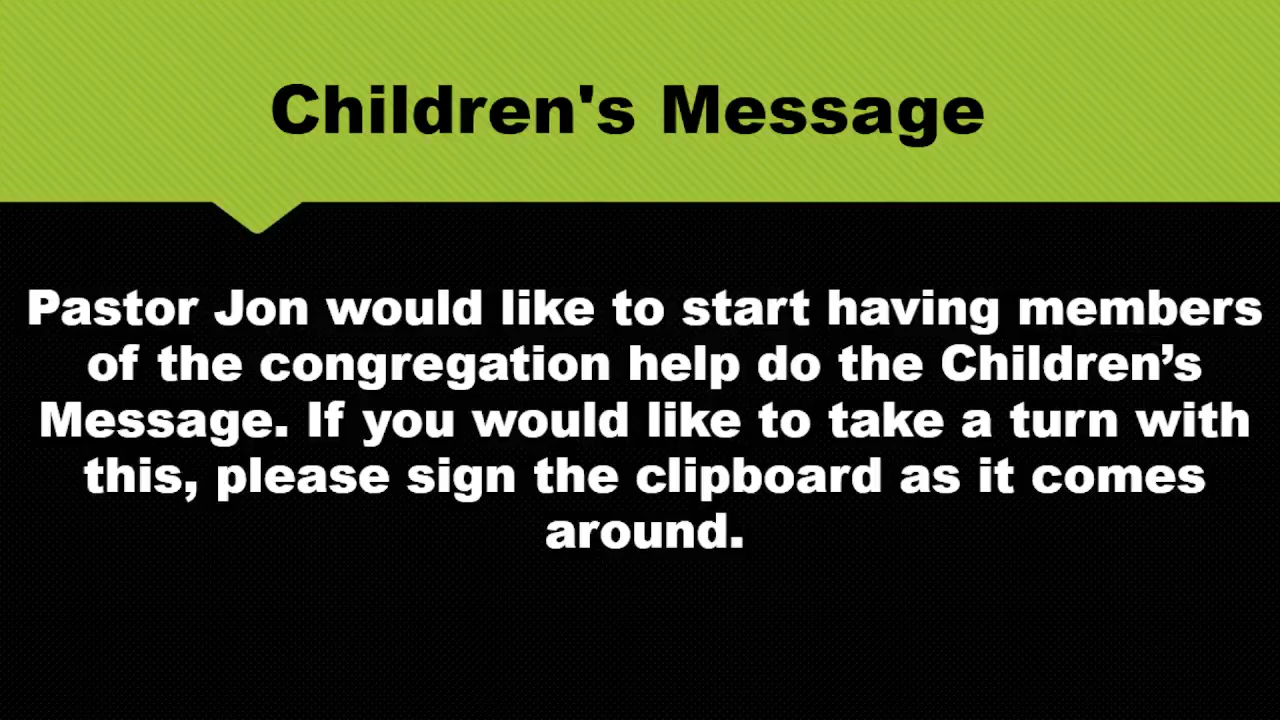 Children's Message
Pastor Jon would like to start having members
of the congregation help do the Children’s
Message. If you would like to take a turn with
this, please sign the clipboard as it comes
around.